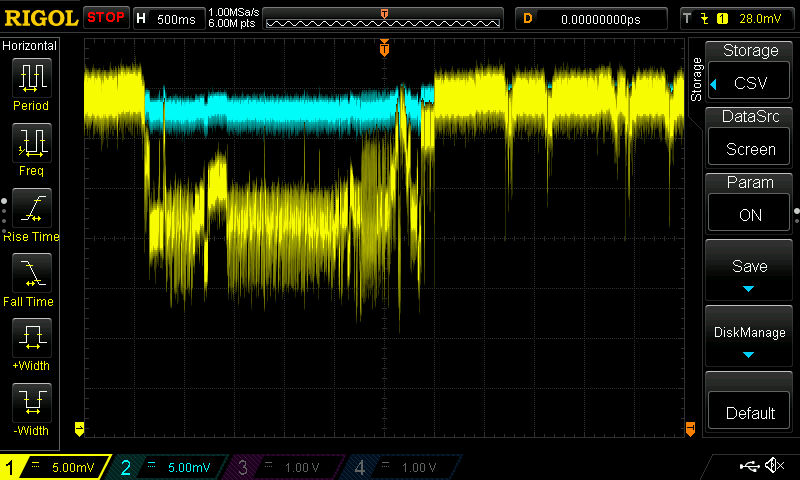 RIGOL STOP H 500ms 1.00MSa/s 6.00M pts T D 0.00000000ps T 1 28.0mV
Horizontal
Period
Freq
Rise Time
Fall Time
+Width
-Width
T
T
1
Storage
Storage
CSV
DataSrc
Screen
Param
ON
Save
DiskManage
Default
1 5.00mV 2 5.00mV 3 1.00 V 4 1.00 V